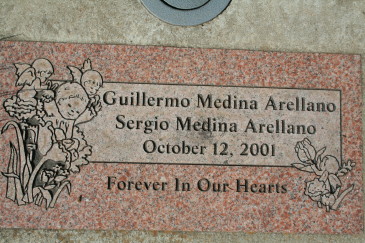 Guillermo Medina Arellano
Sergio Medina Arellano
October 12, 2001
Forever In Our Hearts